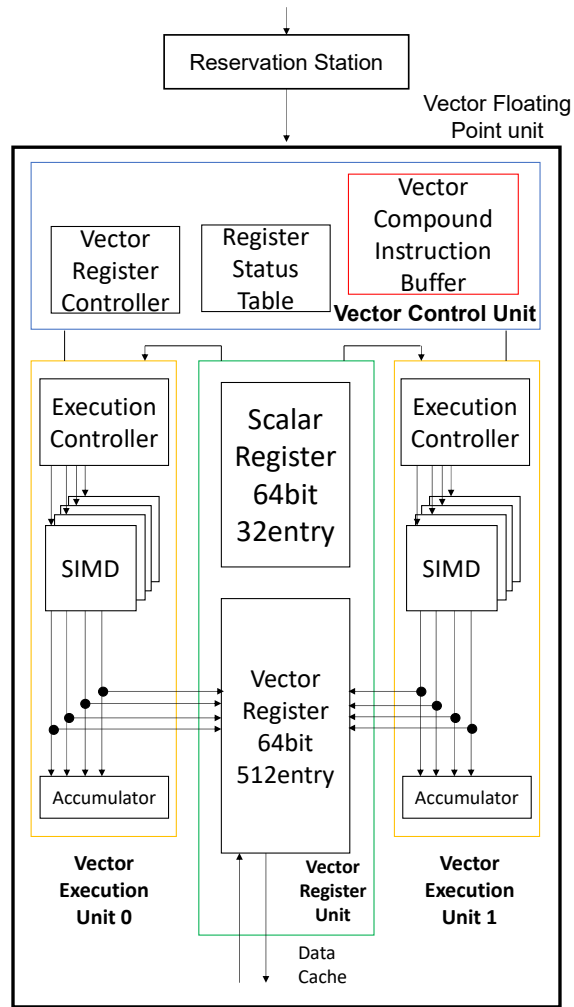 Reservation Station
Vector Floating
Point unit
Vector
Register
Controller
Register
Status
Table
Vector
Compound
Instruction
Buffer
Vector Control Unit
Execution
Controller
SIMD
Accumulator
Vector
Execution
Unit 0
Scalar
Register
64bit
32entry
Vector
Register
64bit
512entry
Vector
Register
Unit
Data
Cache
Execution
Controller
SIMD
Accumulator
Vector
Execution
Unit 1